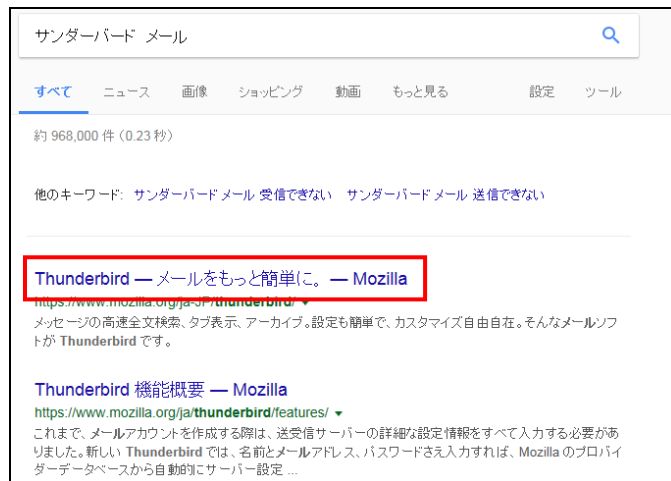 サンダーバード メール
すべて ニュース 画像 ショッピング 動画 もっと見る 設定 ツール
約 968,000 件 (0.23 秒)
他のキーワード: サンダーバード メール 受信できない サンダーバード メール 送信できない
Thunderbird — メールをもっと簡単に。 — Mozilla
https://www.mozilla.org/ja-JP/thunderbird/
メッセージの高速全文検索、タブ表示、アーカイブ。設定も簡単で、カスタマイズ自由自在。そんなメールソフ
トが Thunderbird です。
Thunderbird 機能概要 — Mozilla
https://www.mozilla.org/ja/thunderbird/features/
これまで、メールアカウントを作成する際は、送受信サーバーの詳細な設定情報をすべて入力する必要があ
りました。新しい Thunderbird では、名前とメールアドレス、パスワードさえ入力すれば、Mozilla のプロバイ
ダーデータベースから自動的にサーバー設定 ...